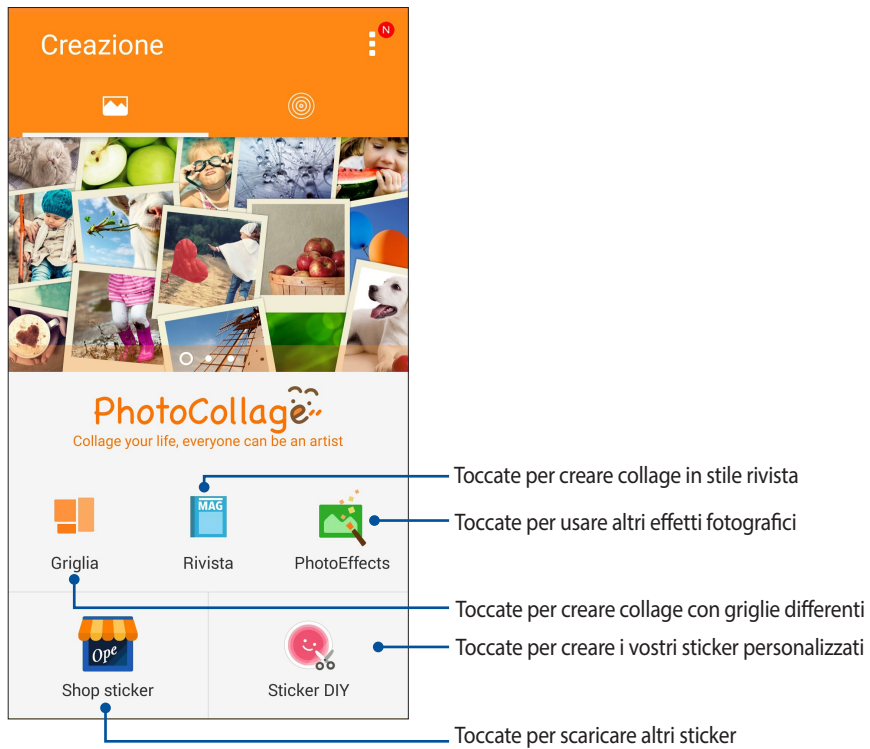 Creazione
N
PhotoCollage
Collage your life, everyone can be an artist
MAG
Griglia
Rivista
PhotoEffects
Ope
Shop sticker
Sticker DIY
Toccate per creare collage in stile rivista
Toccate per usare altri effetti fotografici
Toccate per creare collage con griglie differenti
Toccate per creare i vostri sticker personalizzati
Toccate per scaricare altri sticker